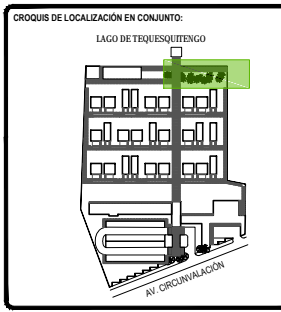 CROQUIS DE LOCALIZACIÓN EN CONJUNTO:
LAGO DE TEQUESQUITENGO
AV. CIRCUNVALACIÓN